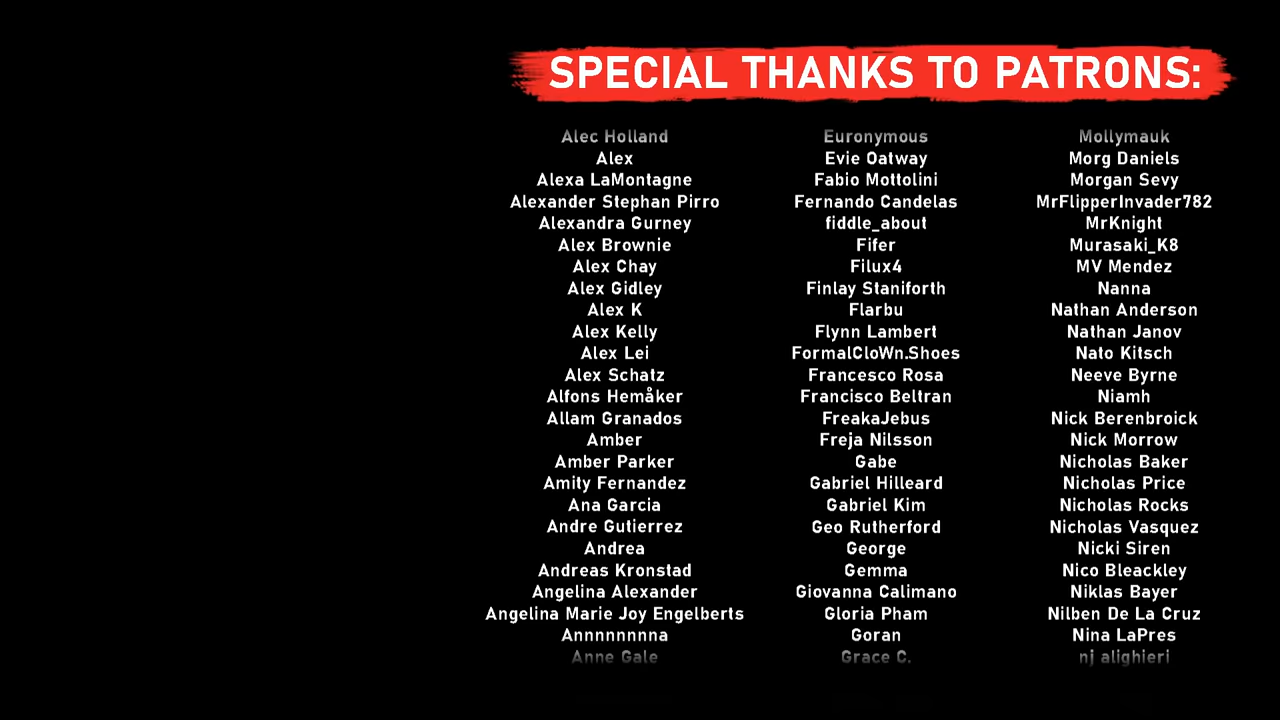 SPECIAL THANKS TO PATRONS:
Alec Holland
Alex
Alexa LaMontagne
Alexander Stephan Pirro
Alexandra Gurney
Alex Brownie
Alex Chay
Alex Gidley
Alex K
Alex Kelly
Alex Lei
Alex Schatz
Alfons Hemåker
Allam Granados
Amber
Amber Parker
Amity Fernandez
Ana Garcia
Andre Gutierrez
Andrea
Andreas Kronstad
Angelina Alexander
Angelina Marie Joy Engelberts
Annnnnnnna
Anne Gale
Euronymous
Evie Oatway
Fabio Mottolini
Fernando Candelas
fiddle_about
Fifer
Filux4
Finlay Staniforth
Flarbu
Flynn Lambert
FormalCloWn.Shoes
Francesco Rosa
Francisco Beltran
FreakaJebus
Freja Nilsson
Gabe
Gabriel Hilleard
Gabriel Kim
Geo Rutherford
George
Gemma
Giovanna Calimano
Gloria Pham
Goran
Grace C.
Mollymauk
Morg Daniels
Morgan Sevy
MrFlipperInvader782
MrKnight
Murasaki_K8
MV Mendez
Nanna
Nathan Anderson
Nathan Janov
Nato Kitsch
Neeve Byrne
Niamh
Nick Berenbroick
Nick Morrow
Nicholas Baker
Nicholas Price
Nicholas Rocks
Nicholas Vasquez
Nicki Siren
Nico Bleackley
Niklas Bayer
Nilben De La Cruz
Nina LaPres
nj alighieri